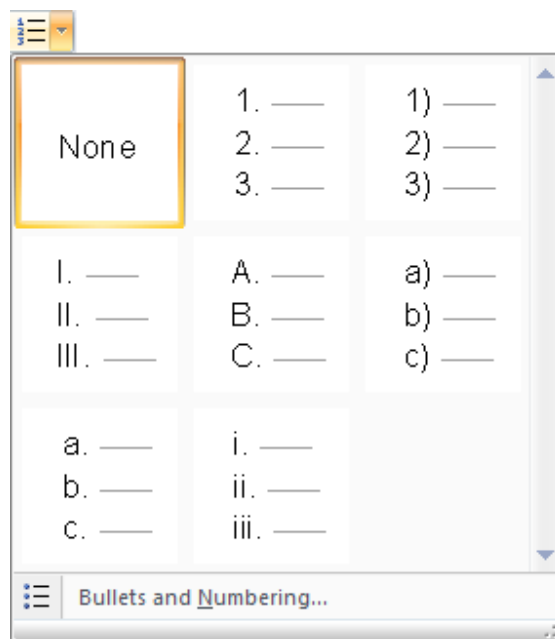 None
1.
2.
3.
1)
2)
3)
I.
II.
III.
A.
B.
C.
a)
b)
c)
a.
b.
c.
i.
ii.
iii.
Bullets and Numbering...